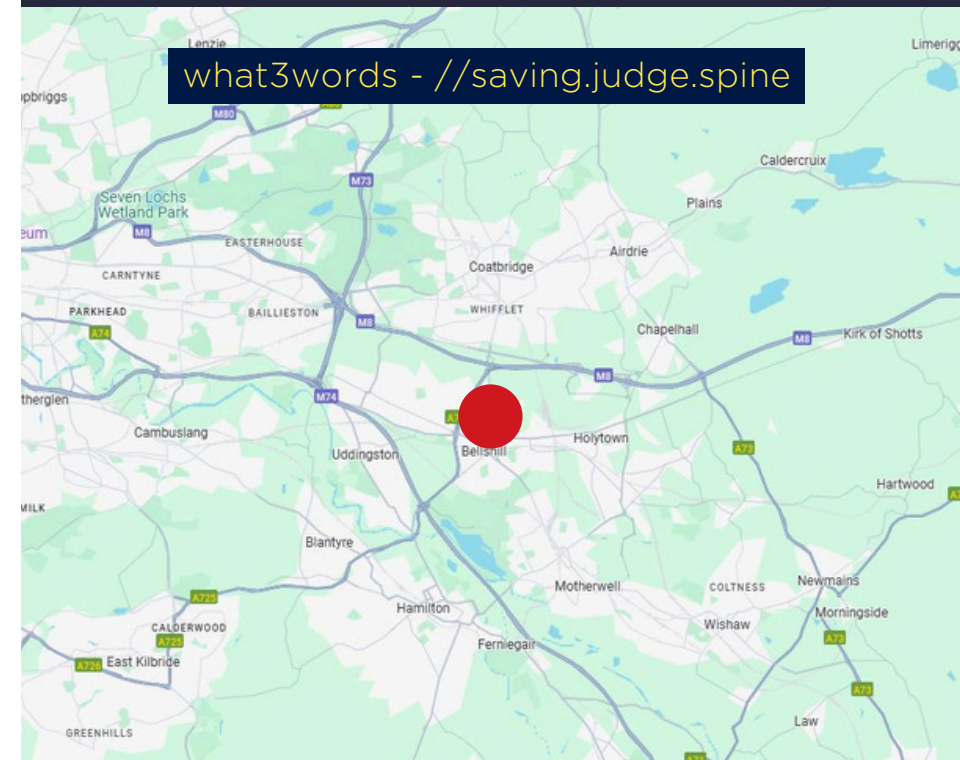 Lenzie
Limerigg
what3words - //saving.judge.spine
opbriggs
M80
Caldercruix
M73
Seven Lochs
Wetland Park
Plains
eum
M8
EASTERHOUSE
Airdrie
Coatbridge
CARNTYNE
PARKHEAD
BAILLIESTON
WHIFFLET
M8
Chapelhall
A74
M8
Kirk of Shotts
M8
M74
therglen
A7
Cambuslang
Holytown
A73
Uddingston
Bellshill
Hartwood
MILK
Blantyre
Motherwell
COLTNESS
Newmains
A725
Hamilton
Morningside
CALDERWOOD
Wishaw
A725
A73
Ferniegair
A726
East Kilbride
A73
Law
GREENHILLS